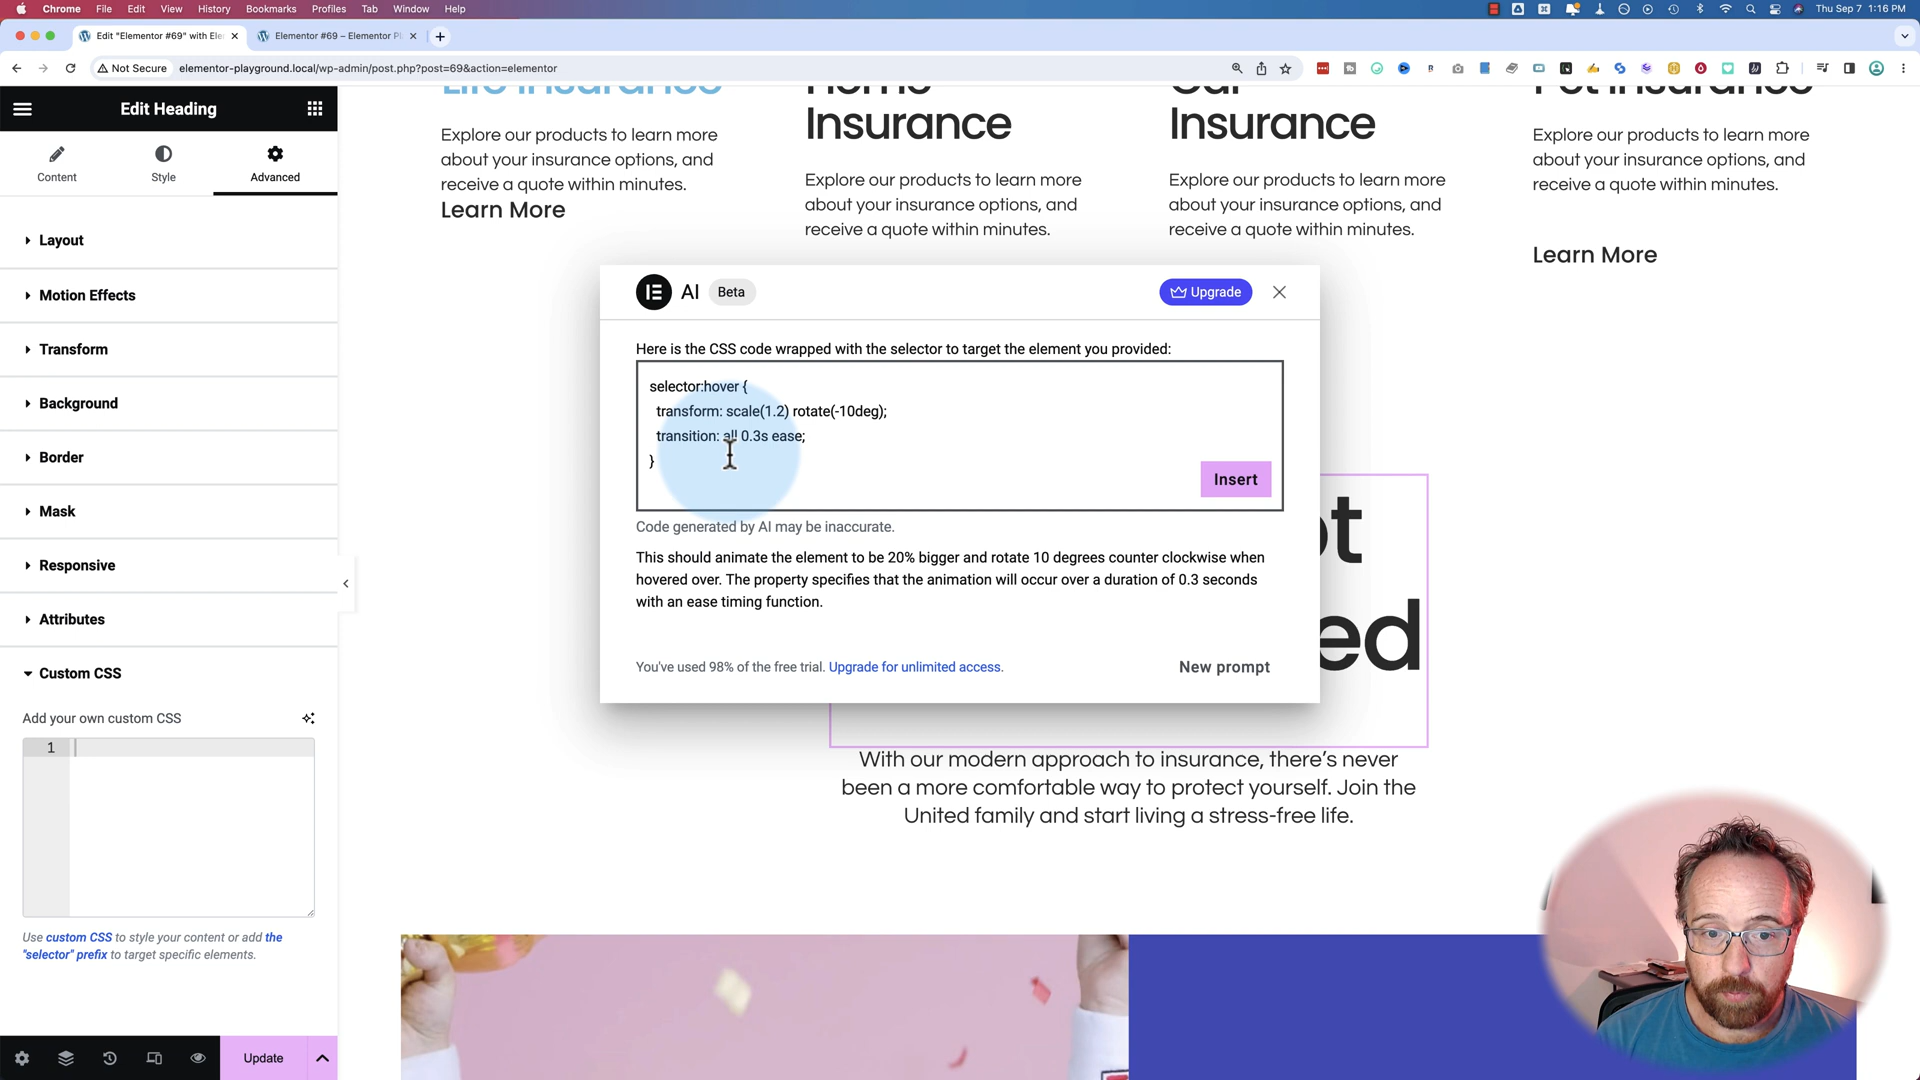 Chrome File Edit View History Bookmarks Profiles Tab Window Help
Thu Sep 7 1:16 PM
Edit "Elementor #69" with Ele
Elementor #69 – Elementor P
Not Secure
elementor-playground.local/wp-admin/post.php?post=69&action=elementor
Edit Heading
Content
Style
Advanced
Layout
Motion Effects
Transform
Background
Border
Mask
Responsive
Attributes
Custom CSS
Add your own custom CSS
1
Use custom CSS to style your content or add the
"selector" prefix to target specific elements.
Update
Life Insurance
Explore our products to learn more
about your insurance options, and
receive a quote within minutes.
Learn More
Home
Insurance
Explore our products to learn more
about your insurance options, and
receive a quote within minutes.
Car
Insurance
Explore our products to learn more
about your insurance options, and
receive a quote within minutes.
Pet Insurance
Explore our products to learn more
about your insurance options, and
receive a quote within minutes.
Learn More
AI
Beta
Upgrade
Here is the CSS code wrapped with the selector to target the element you provided:
selector:hover {
transform: scale(1.2) rotate(-10deg);
transition: all 0.3s ease;
}
Insert
Code generated by AI may be inaccurate.
This should animate the element to be 20% bigger and rotate 10 degrees counter clockwise when
hovered over. The property specifies that the animation will occur over a duration of 0.3 seconds
with an ease timing function.
You've used 98% of the free trial. Upgrade for unlimited access.
New prompt
ot
ed
With our modern approach to insurance, there's never
been a more comfortable way to protect yourself. Join the
United family and start living a stress-free life.